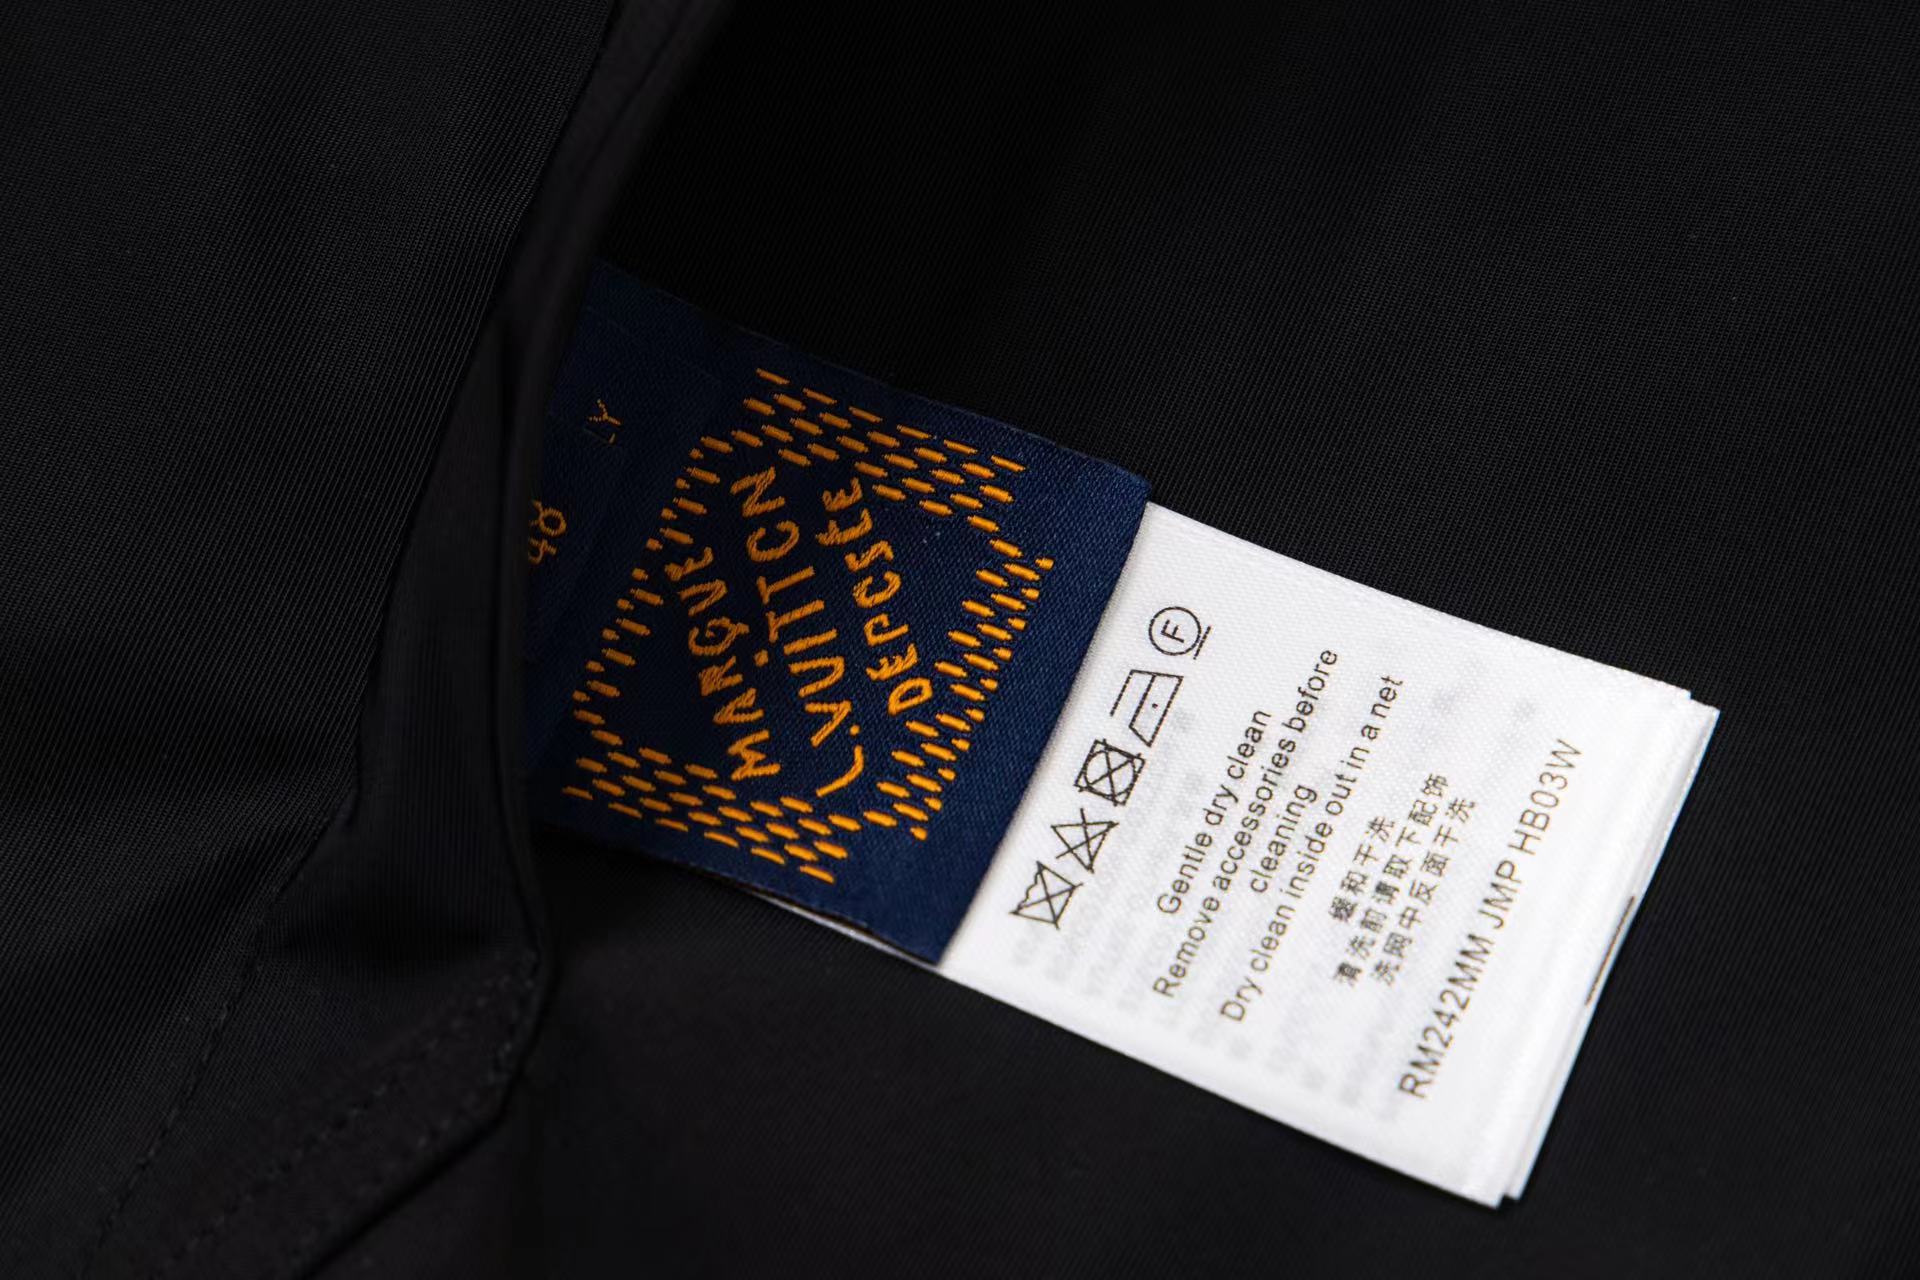 LY
48
MARQUE
L.VUITTCN
DEPCSEE
F
Gentle dry clean
Remove accessories before
cleaning
Dry clean inside out in a net
缓和干洗
清洗前请取下配饰
洗网中反面干洗
RM242MM JMP HB03W